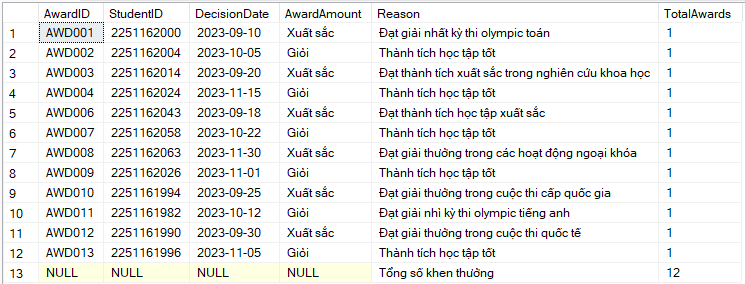 AwardID StudentID DecisionDate AwardAmount Reason TotalAwards
1 AWD001 2251162000 2023-09-10 Xuất sắc Đạt giải nhất kỳ thi olympic toán 1
2 AWD002 2251162004 2023-10-05 Giỏi Thành tích học tập tốt 1
3 AWD003 2251162014 2023-09-20 Xuất sắc Đạt thành tích xuất sắc trong nghiên cứu khoa học 1
4 AWD004 2251162024 2023-11-15 Giỏi Thành tích học tập tốt 1
5 AWD006 2251162043 2023-09-18 Xuất sắc Đạt thành tích học tập xuất sắc 1
6 AWD007 2251162058 2023-10-22 Giỏi Thành tích học tập tốt 1
7 AWD008 2251162063 2023-11-30 Xuất sắc Đạt giải thưởng trong các hoạt động ngoại khóa 1
8 AWD009 2251162026 2023-11-01 Giỏi Thành tích học tập tốt 1
9 AWD010 2251161994 2023-09-25 Xuất sắc Đạt giải thưởng trong cuộc thi cấp quốc gia 1
10 AWD011 2251161982 2023-10-12 Giỏi Đạt giải nhì kỳ thi olympic tiếng anh 1
11 AWD012 2251161990 2023-09-30 Xuất sắc Đạt giải thưởng trong cuộc thi quốc tế 1
12 AWD013 2251161996 2023-11-05 Giỏi Thành tích học tập tốt 1
13 NULL NULL NULL NULL Tổng số khen thưởng 12